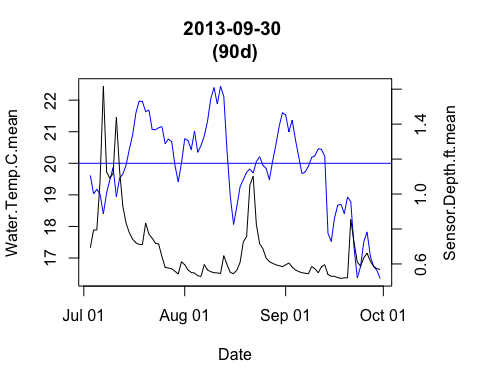 2013-09-30
(90d)
Water.Temp.C.mean
22
21
20
19
18
17
1.4
1.0
0.6
Sensor.Depth.ft.mean
Jul 01
Aug 01
Sep 01
Oct 01
Date